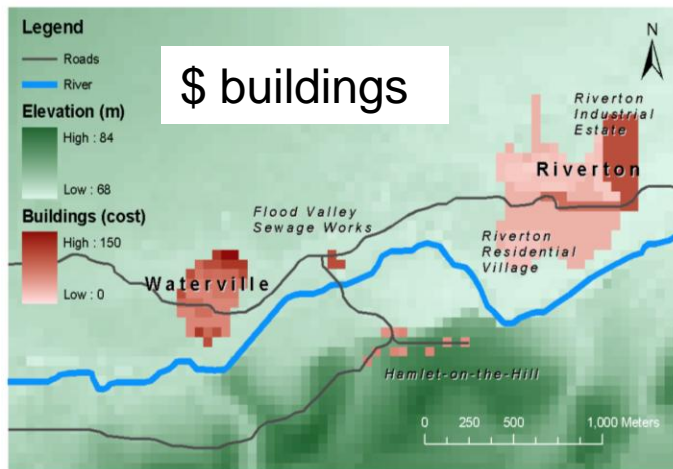 Legend
Roads
River
Elevation (m)
High : 84
Low : 68
Buildings (cost)
High : 150
Low : 0
$ buildings
N
Riverton
Industrial
Estate
Riverton
Flood Valley
Sewage Works
Riverton
Residential
Village
Waterville
Hamlet-on-the-Hill
0 250 500 1,000 Meters